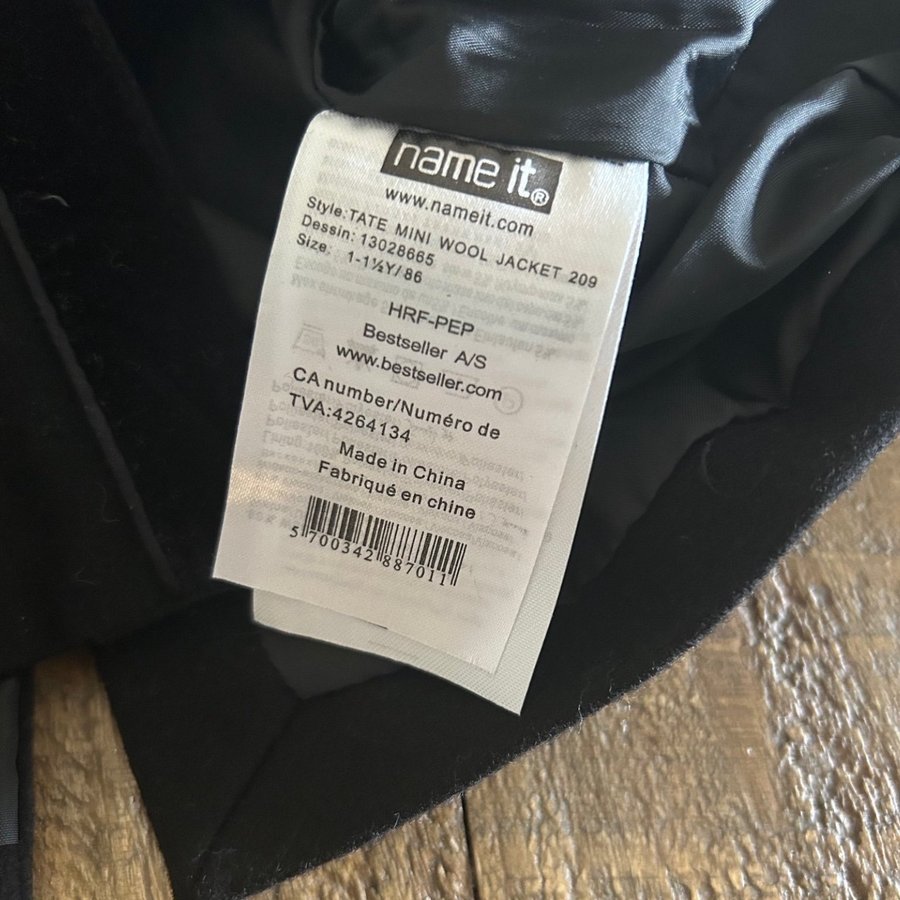 name it®
www.nameit.com
Style:TATE MINI WOOL JACKET 209
Dessin: 13028665
Size: 1-1½Y/86
HRF-PEP
Bestseller A/S
www.bestseller.com
CA number/Numéro de
TVA:4264134
Made in China
Fabriqué en chine
5 700342 887011